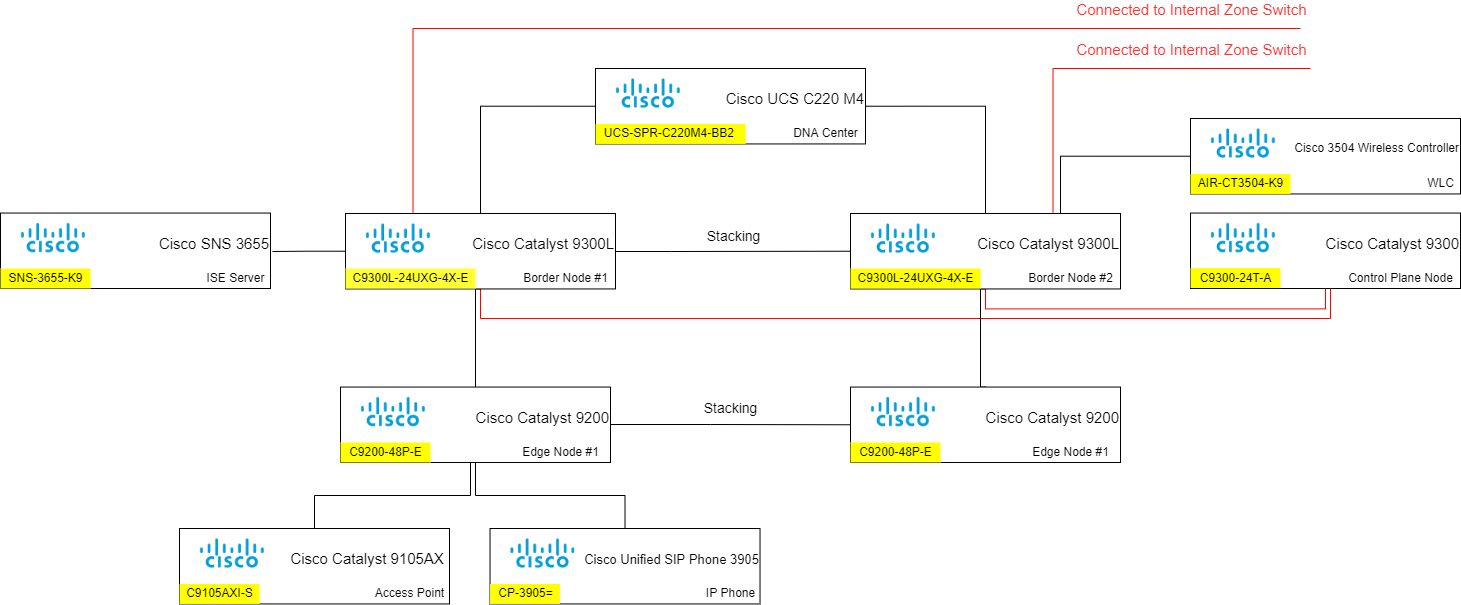 Connected to Internal Zone Switch
Connected to Internal Zone Switch
CISCO
Cisco UCS C220 M4
UCS-SPR-C220M4-BB2
DNA Center
CISCO
Cisco 3504 Wireless Controller
AIR-CT3504-K9
WLC
CISCO
Cisco SNS 3655
SNS-3655-K9
ISE Server
CISCO
Cisco Catalyst 9300L
C9300L-24UXG-4X-E
Border Node #1
Stacking
CISCO
Cisco Catalyst 9300L
C9300L-24UXG-4X-E
Border Node #2
CISCO
Cisco Catalyst 9300
C9300-24T-A
Control Plane Node
CISCO
Cisco Catalyst 9200
C9200-48P-E
Edge Node #1
Stacking
CISCO
Cisco Catalyst 9200
C9200-48P-E
Edge Node #1
CISCO
Cisco Catalyst 9105AX
C9105AXI-S
Access Point
CISCO
Cisco Unified SIP Phone 3905
CP-3905=
IP Phone